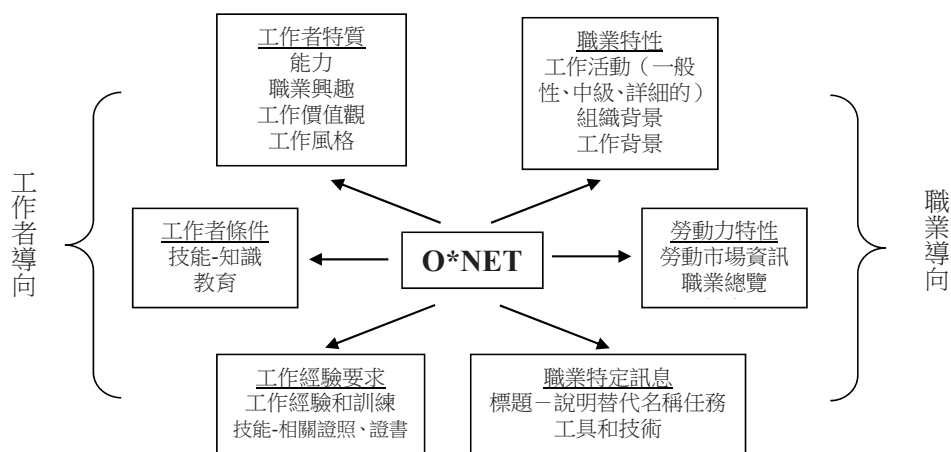 工作者特質
能力
職業興趣
工作價值觀
工作風格
職業特性
工作活動（一般
性、中級、詳細的）
組織背景
工作背景
工作者導向
工作者條件
技能-知識
教育
O*NET
勞動力特性
勞動市場資訊
職業總覽
職業導向
工作經驗要求
工作經驗和訓練
技能-相關證照、證書
職業特定訊息
標題－說明替代名稱任務
工具和技術